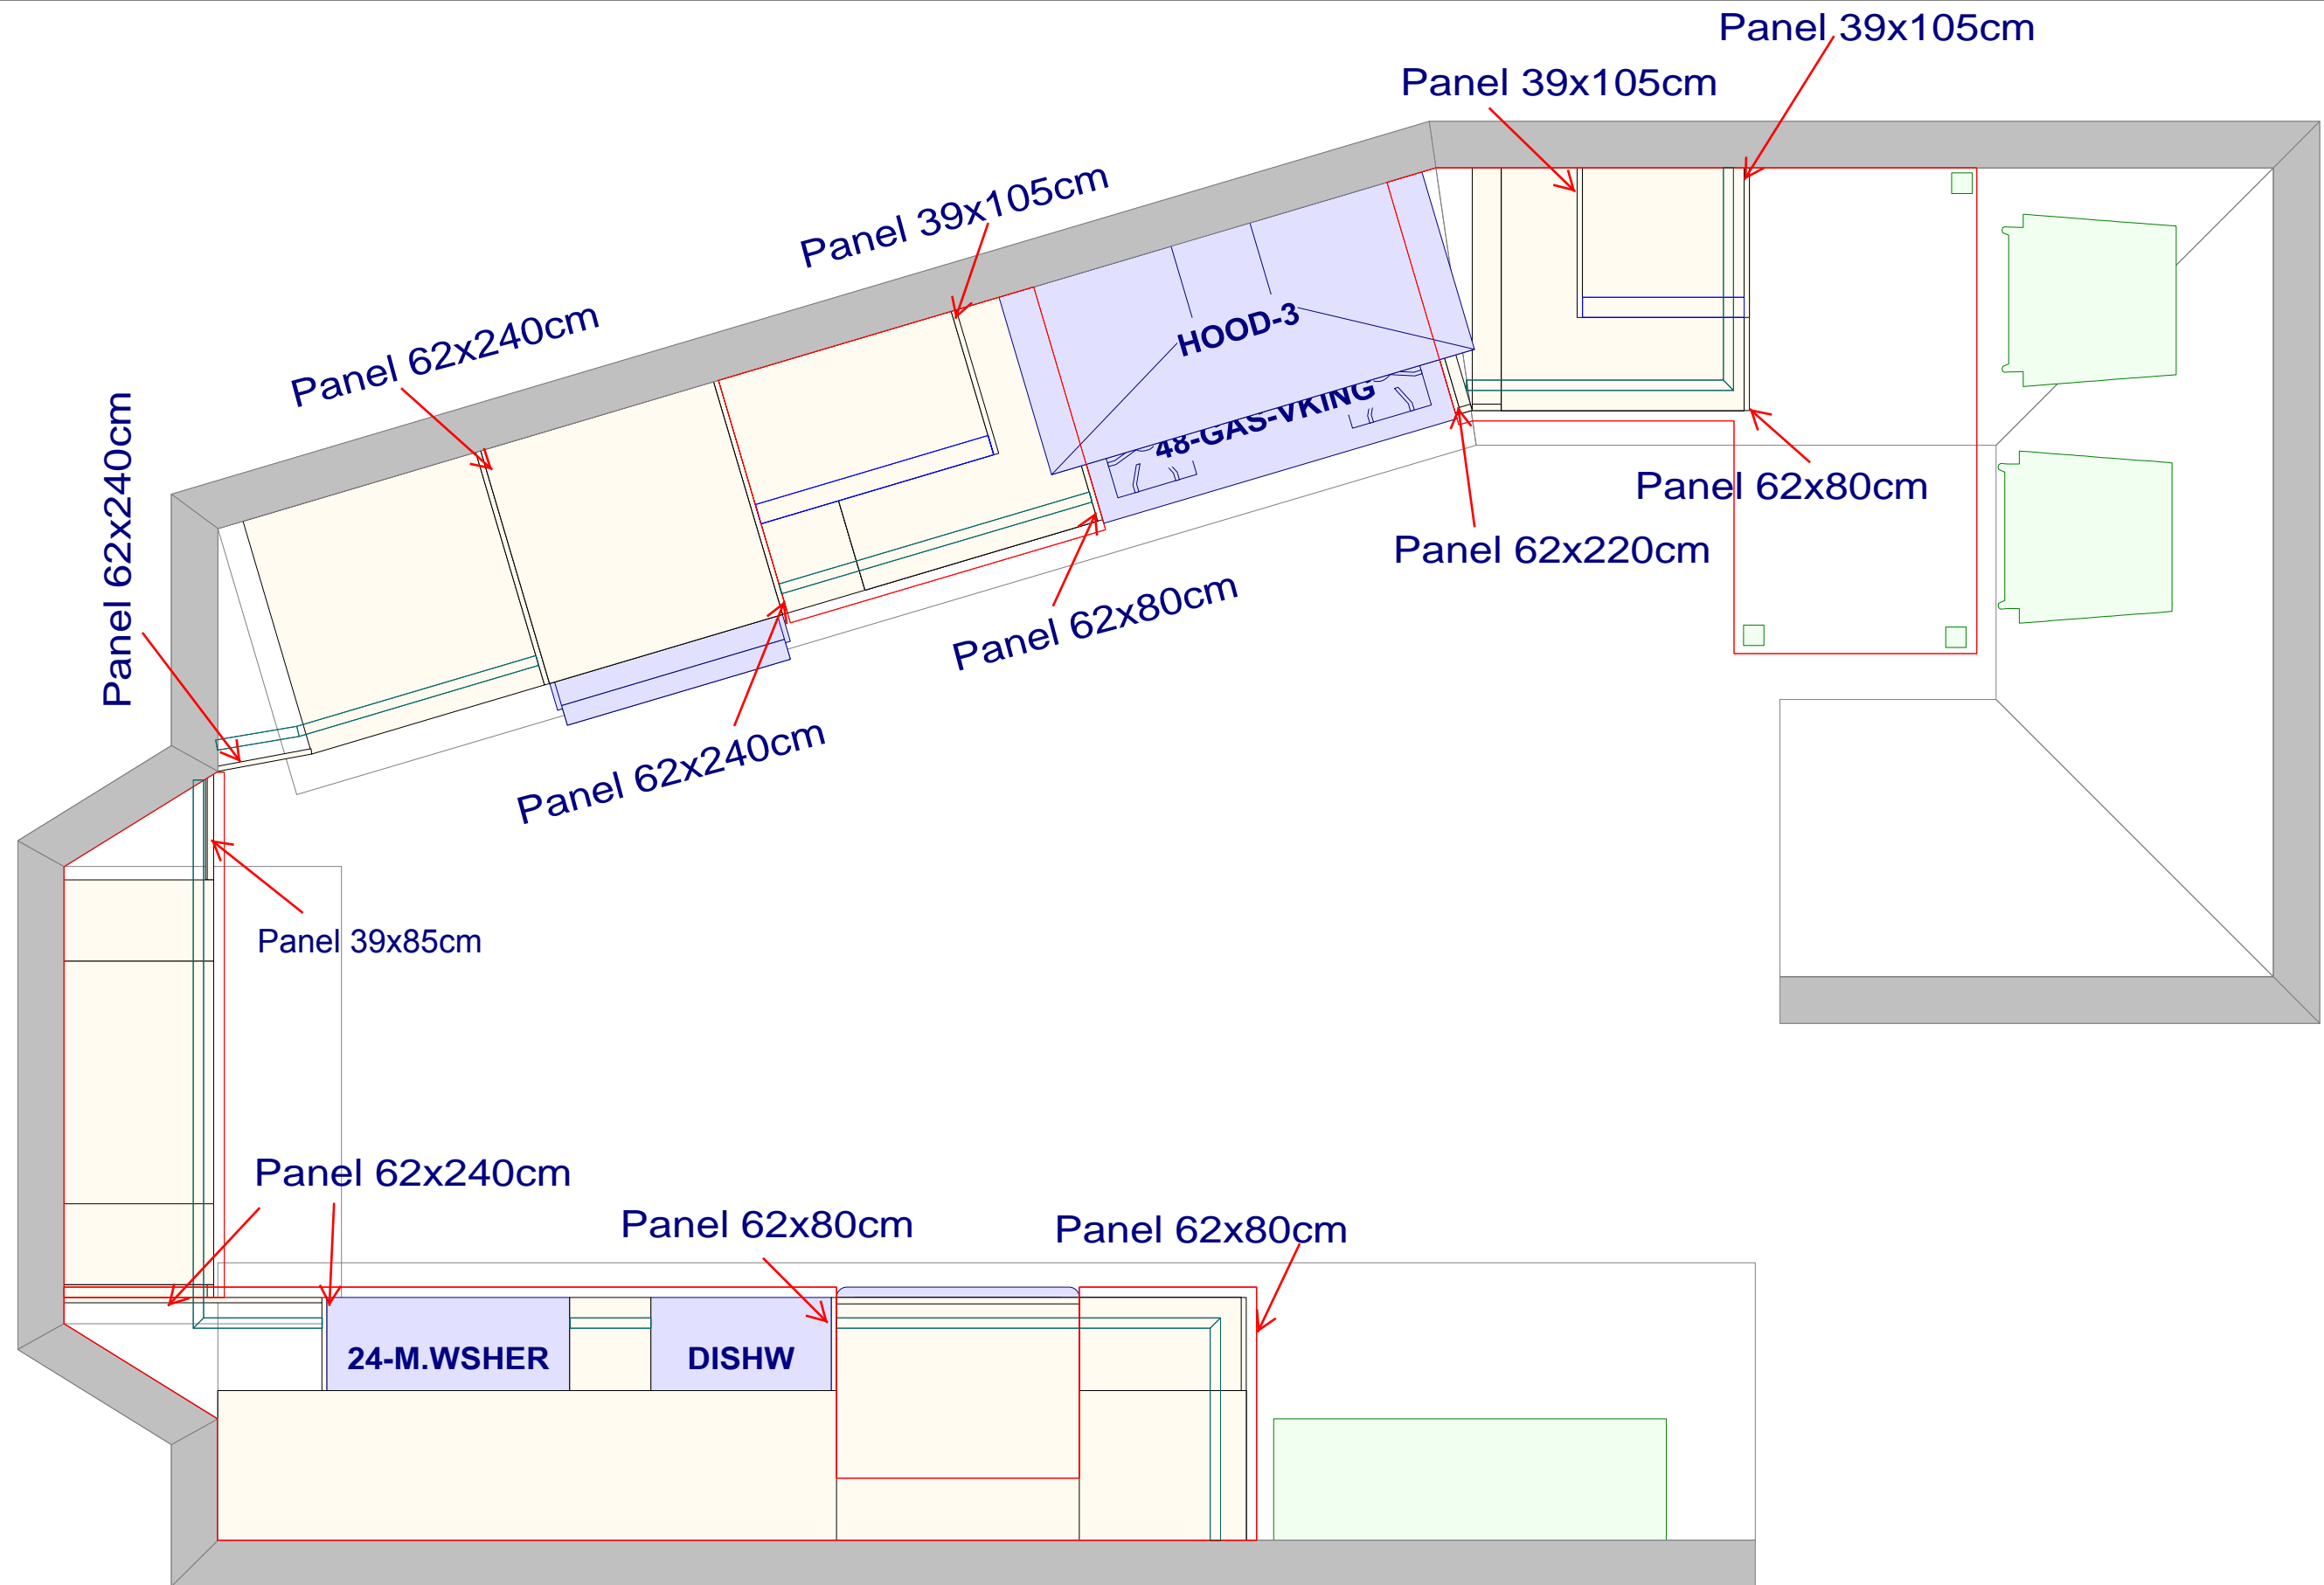 Panel 39x105cm
Panel 39x105cm
Panel 39x105cm
Panel 62x240cm
Panel 62x240cm
HOOD-3
48-GAS-VKING
Panel 62x80cm
Panel 62x220cm
Panel 62x80cm
Panel 62x240cm
Panel 39x85cm
Panel 62x240cm
Panel 62x80cm
Panel 62x80cm
24-M.WSHER
DISHW